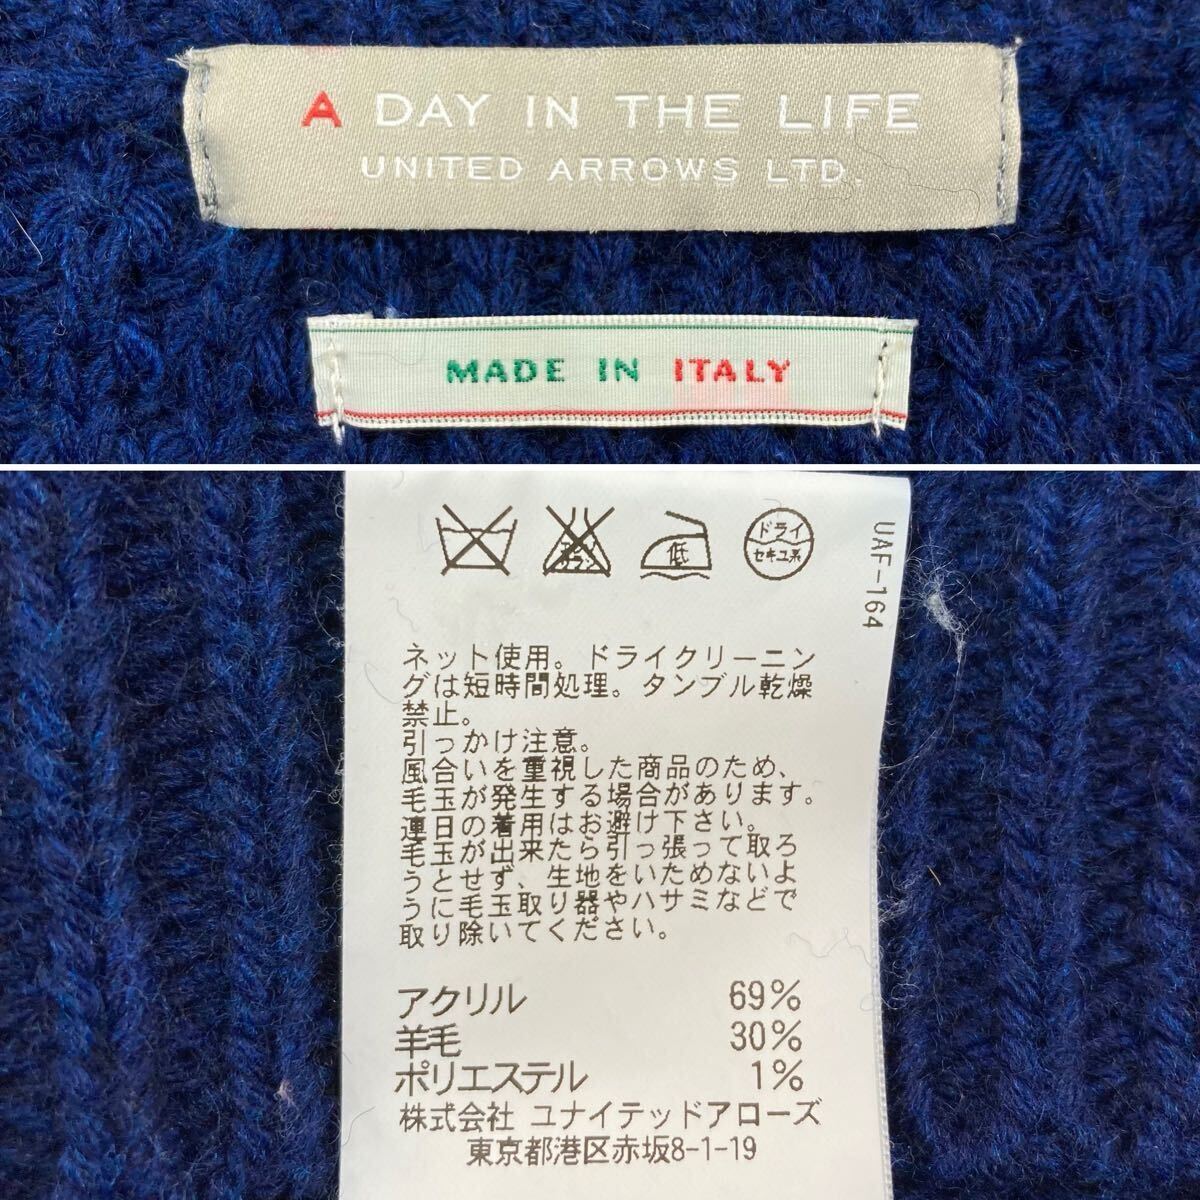 A DAY IN THE LIFE
UNITED ARROWS LTD.
MADE IN ITALY
エンソ
サラシ
低
ドライ
セキユ系
UAF-164
ネット使用。ドライクリーニン
グは短時間処理。タンブル乾燥
禁止。
引っかけ注意。
風合いを重視した商品のため、
毛玉が発生する場合があります。
連日の着用はお避け下さい。
毛玉が出来たら引っ張って取ろ
うとせず、生地をいためないよ
うに毛玉取り器やハサミなどで
取り除いてください。
アクリル 69%
羊毛 30%
ポリエステル 1%
株式会社 ユナイテッドアローズ
東京都港区赤坂8-1-19